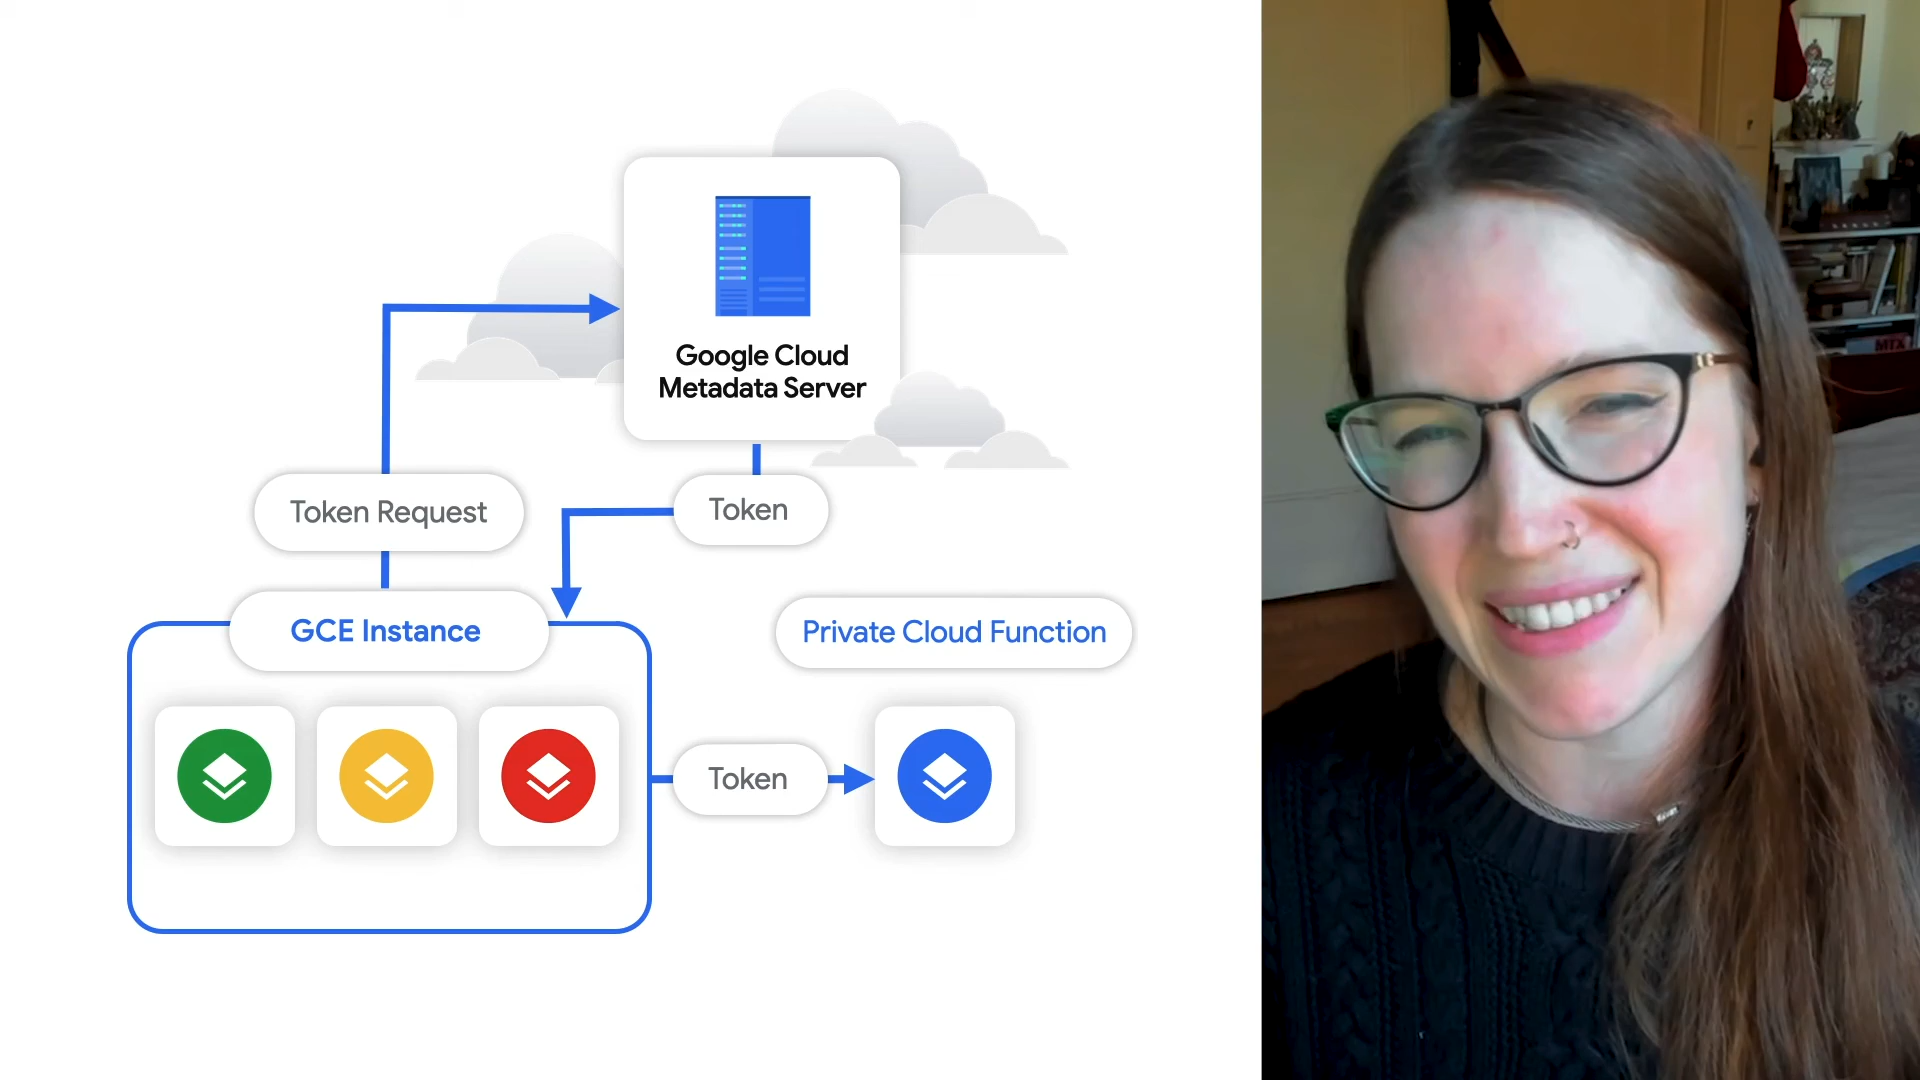 Google Cloud
Metadata Server
Token Request
Token
GCE Instance
Private Cloud Function
Token